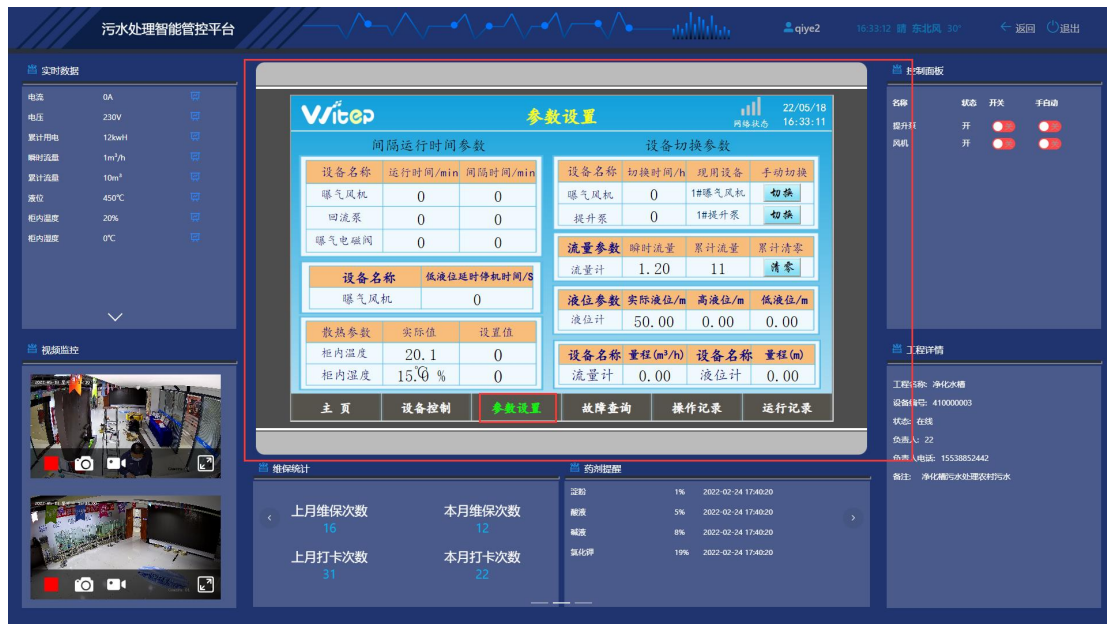 污水处理智能管控平台
qiye2
16:33:12 晴 东北风 30°
返回
退出
实时数据
电流 0A
电压 230V
累计用电 12kwH
瞬时流量 1m³/h
累计流量 10m³
液位 450℃
柜内温度 20%
柜内湿度 0℃
视频监控
Witep
参数设置
网络状态
22/05/18
16:33:11
间隔运行时间参数
设备名称 运行时间/min 间隔时间/min
曝气风机 0 0
回流泵 0 0
曝气电磁阀 0 0
设备名称 低液位延时停机时间/S
曝气风机 0
散热参数 实际值 设置值
柜内温度 20.1 0
℃
柜内湿度 15.0 % 0
设备切换参数
设备名称 切换时间/h 现用设备 手动切换
曝气风机 0 1#曝气风机 切换
提升泵 0 1#提升泵 切换
流量参数 瞬时流量 累计流量 累计清零
流量计 1.20 11 清零
液位参数 实际液位/m 高液位/m 低液位/m
液位计 50.00 0.00 0.00
设备名称 量程(m³/h) 设备名称 量程(m)
流量计 0.00 液位计 0.00
主页 设备控制 参数设置 故障查询 操作记录 运行记录
维保统计
上月维保次数 本月维保次数
16 12
上月打卡次数 本月打卡次数
31 22
药剂提醒
淀粉 1% 2022-02-24 17:40:20
酸液 5% 2022-02-24 17:40:20
碱液 8% 2022-02-24 17:40:20
氯化钾 19% 2022-02-24 17:40:20
控制面板
名称 状态 开关 手自动
提升泵 开
风机 开
工程详情
工程名称: 净化水槽
设备编号: 410000003
状态: 在线
负责人: 22
负责人电话: 15538852442
备注: 净化槽污水处理农村污水